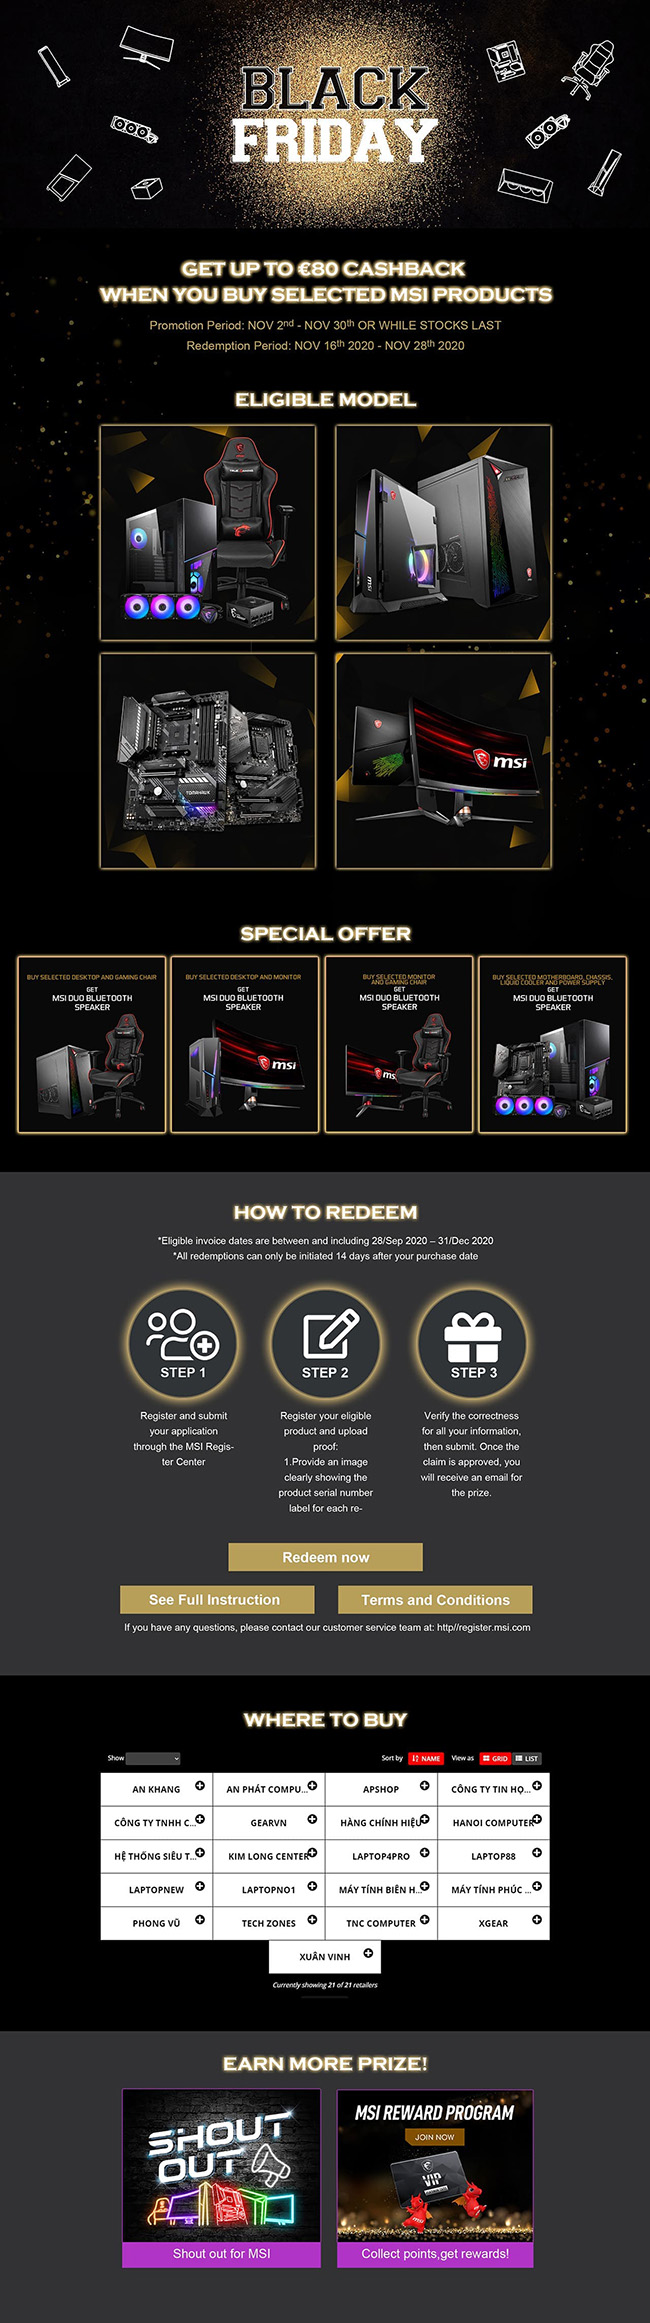 BLACK
FRIDAY
GET UP TO €80 CASHBACK
WHEN YOU BUY SELECTED MSI PRODUCTS
Promotion Period: NOV 2nd - NOV 30th OR WHILE STOCKS LAST
Redemption Period: NOV 16th 2020 - NOV 28th 2020
ELIGIBLE MODEL
msi
TOMAHAWK
msi
SPECIAL OFFER
BUY SELECTED DESKTOP AND GAMING CHAIR
GET
MSI DUO BLUETOOTH
SPEAKER
BUY SELECTED DESKTOP AND MONITOR
GET
MSI DUO BLUETOOTH
SPEAKER
msi
BUY SELECTED MONITOR
AND GAMING CHAIR
GET
MSI DUO BLUETOOTH
SPEAKER
BUY SELECTED MOTHERBOARD, CHASSIS,
LIQUID COOLER AND POWER SUPPLY
GET
MSI DUO BLUETOOTH
SPEAKER
HOW TO REDEEM
*Eligible invoice dates are between and including 28/Sep 2020 – 31/Dec 2020
*All redemptions can only be initiated 14 days after your purchase date
STEP 1
Register and submit
your application
through the MSI Regis-
ter Center
STEP 2
Register your eligible
product and upload
proof:
1.Provide an image
clearly showing the
product serial number
label for each re-
STEP 3
Verify the correctness
for all your information,
then submit. Once the
claim is approved, you
will receive an email for
the prize.
Redeem now
See Full Instruction
Terms and Conditions
If you have any questions, please contact our customer service team at: http//register.msi.com
WHERE TO BUY
Show
Sort by NAME View as GRID LIST
AN KHANG
AN PHÁT COMPU...
APSHOP
CÔNG TY TIN HỌ...
CÔNG TY TNHH C...
GEARVN
HÀNG CHÍNH HIỆU
HANOI COMPUTER
HỆ THỐNG SIÊU T...
KIM LONG CENTER
LAPTOP4PRO
LAPTOP88
LAPTOPNEW
LAPTOPNO1
MÁY TÍNH BIÊN H...
MÁY TÍNH PHÚC ...
PHONG VŨ
TECH ZONES
TNC COMPUTER
XGEAR
XUÂN VINH
Currently showing 21 of 21 retailers
EARN MORE PRIZE!
SHOUT
OUT
Shout out for MSI
MSI REWARD PROGRAM
JOIN NOW
VIP
Collect points,get rewards!